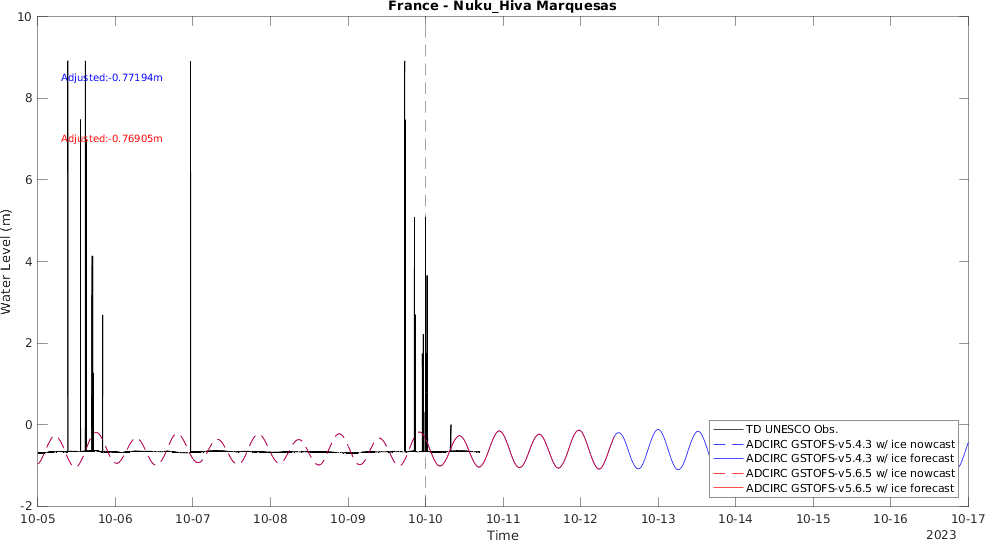 France - Nuku_Hiva Marquesas
10
8
6
4
2
0
-2
Water Level (m)
Adjusted:-0.77194m
Adjusted:-0.76905m
TD UNESCO Obs.
ADCIRC GSTOFS-v5.4.3 w/ ice nowcast
ADCIRC GSTOFS-v5.4.3 w/ ice forecast
ADCIRC GSTOFS-v5.6.5 w/ ice nowcast
ADCIRC GSTOFS-v5.6.5 w/ ice forecast
10-05 10-06 10-07 10-08 10-09 10-10 10-11 10-12 10-13 10-14 10-15 10-16 10-17
Time
2023